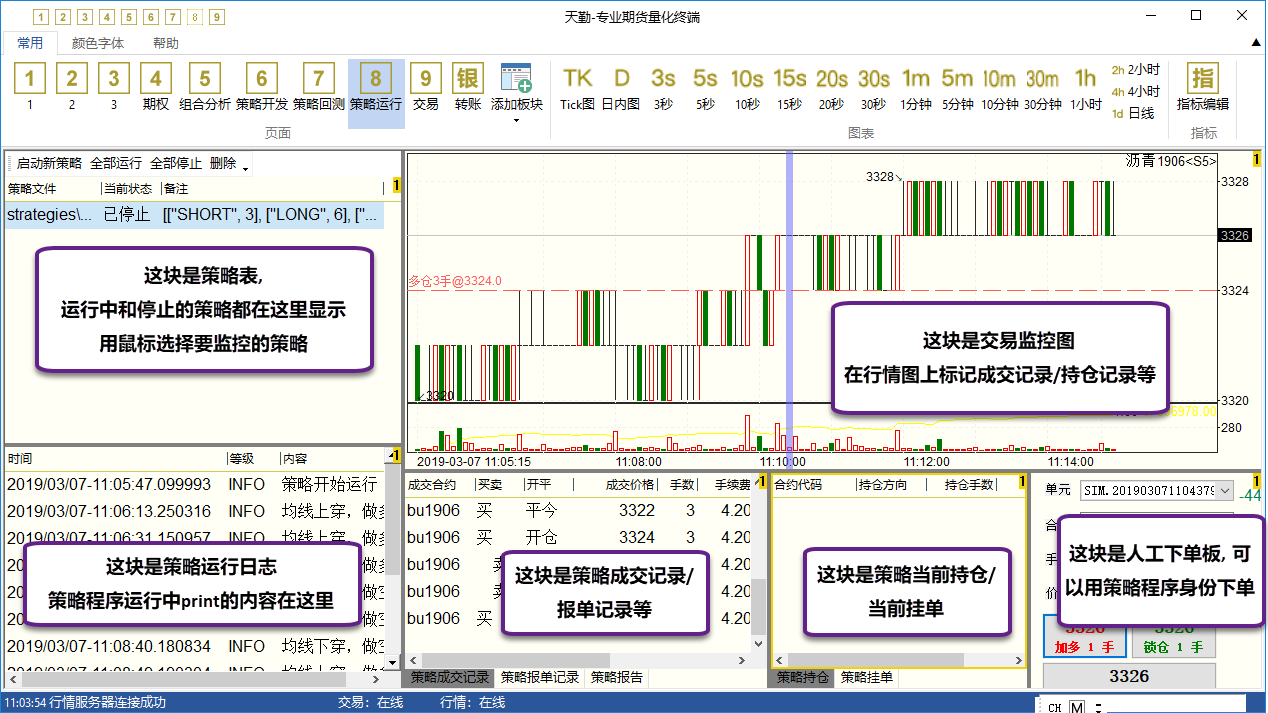 1 2 3 4 5 6 7 8 9
天勤-专业期货量化终端
常用 颜色字体 帮助
1 2 3 4 5 6 7 8 9 银 TK D 3s 5s 10s 15s 20s 30s 1m 5m 10m 30m 1h 指
2h 2小时
4h 4小时
1d 日线
1 2 3 期权 组合分析 策略开发 策略回测 策略运行 交易 转账 添加板块 Tick图 日内图 3秒 5秒 10秒 15秒 20秒 30秒 1分钟 5分钟 10分钟 30分钟 1小时 指标编辑
页面 图表 指标
启动新策略 全部运行 全部停止 删除
策略文件 当前状态 备注 1
strategies\... 已停止 [["SHORT", 3], ["LONG", 6], ["...
这块是策略表,
运行中和停止的策略都在这里显示
用鼠标选择要监控的策略
沥青1906<S5> 1
3328
3328
3326
多仓3手@3324.0
3324
3320
3320
280
这块是交易监控图
在行情图上标记成交记录/持仓记录等
2019-03-07 11:05:15 11:08:00 11:10:00 11:12:00 11:14:00
时间 等级 内容 1
2019/03/07-11:05:47.099993 INFO 策略开始运行
2019/03/07-11:06:13.250316 INFO 均线上穿，做多
2019/03/07-11:06:31.150957 INFO 均线上穿，做多
这块是策略运行日志
策略程序运行中print的内容在这里
2019/03/07-11:08:40.180834 INFO 均线下穿，做空
成交合约 买卖 开平 成交价格 手数 手续费 1
bu1906 买 平今 3322 3 4.20
bu1906 买 开仓 3324 3 4.20
bu1906 卖 4.20
bu1906 卖 4.20
bu1906 买 4.20
这块是策略成交记录/
报单记录等
策略成交记录 策略报单记录 策略报告
合约代码 持仓方向 持仓手数 1
这块是策略当前持仓/
当前挂单
策略持仓 策略挂单
1
单元 SIM.201903071104379 -44
这块是人工下单板, 可
以用策略程序身份下单
3326 3326
加多 1 手 锁仓 1 手
3326
11:03:54 行情服务器连接成功 交易：在线 行情：在线
CH M